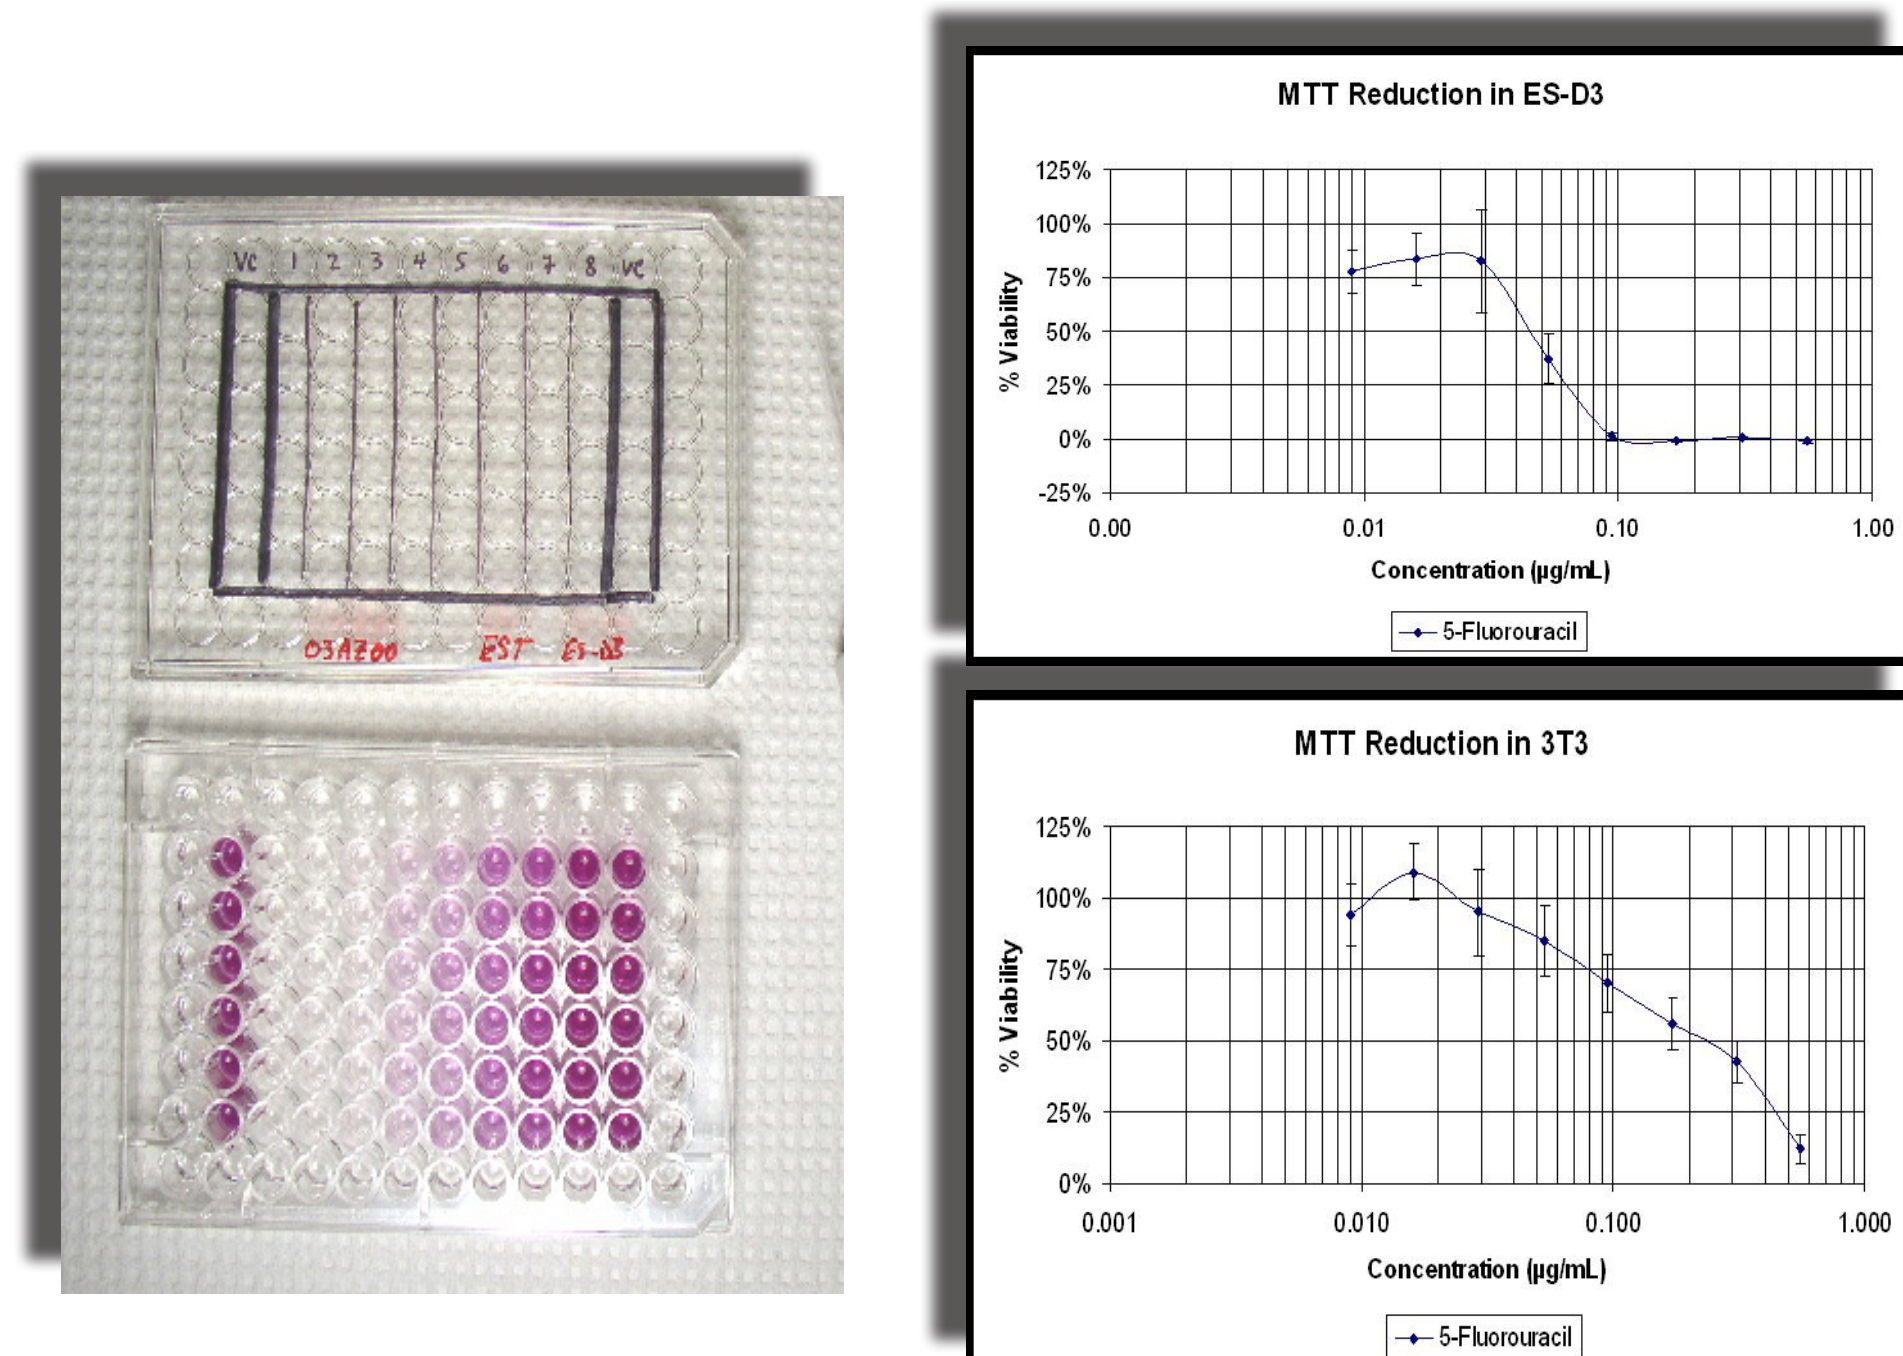 VC 1 2 3 4 5 6 7 8 VC
03AZ00 EST ES-D3
MTT Reduction in ES-D3
125%
100%
75%
50%
25%
0%
-25%
% Viability
0.00 0.01 0.10 1.00
Concentration (µg/mL)
5-Fluorouracil
MTT Reduction in 3T3
125%
100%
75%
50%
25%
0%
% Viability
0.001 0.010 0.100 1.000
Concentration (µg/mL)
5-Fluorouracil